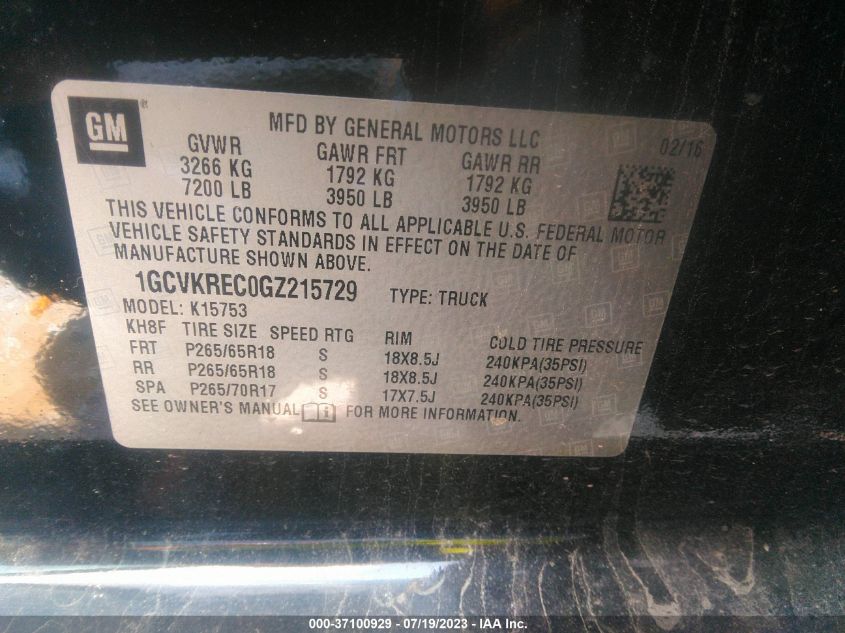 GM ®
MFD BY GENERAL MOTORS LLC 02/16
GVWR GAWR FRT GAWR RR
3266 KG 1792 KG 1792 KG
7200 LB 3950 LB 3950 LB
THIS VEHICLE CONFORMS TO ALL APPLICABLE U.S. FEDERAL MOTOR
VEHICLE SAFETY STANDARDS IN EFFECT ON THE DATE OF
MANUFACTURE SHOWN ABOVE.
1GCVKREC0GZ215729 TYPE: TRUCK
MODEL: K15753
KH8F TIRE SIZE SPEED RTG RIM COLD TIRE PRESSURE
FRT P265/65R18 S 18X8.5J 240KPA(35PSI)
RR P265/65R18 S 18X8.5J 240KPA(35PSI)
SPA P265/70R17 S 17X7.5J 240KPA(35PSI)
SEE OWNER'S MANUAL FOR MORE INFORMATION.
000-37100929 - 07/19/2023 - IAA Inc.